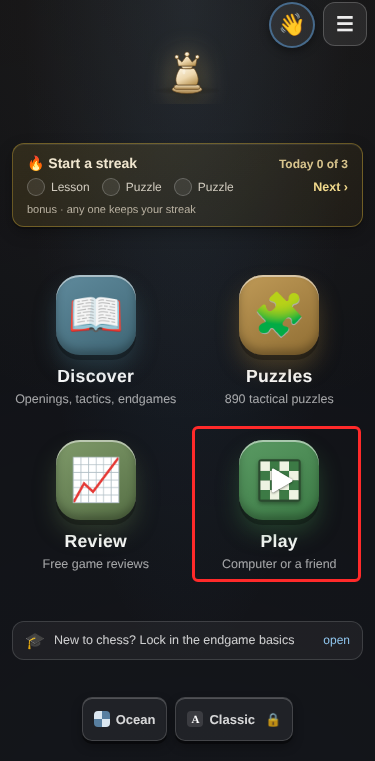 Start a streak
Today 0 of 3
Lesson Puzzle Puzzle Next ›
bonus · any one keeps your streak
Discover
Openings, tactics, endgames
Puzzles
890 tactical puzzles
Review
Free game reviews
Play
Computer or a friend
New to chess? Lock in the endgame basics open
Ocean
A Classic